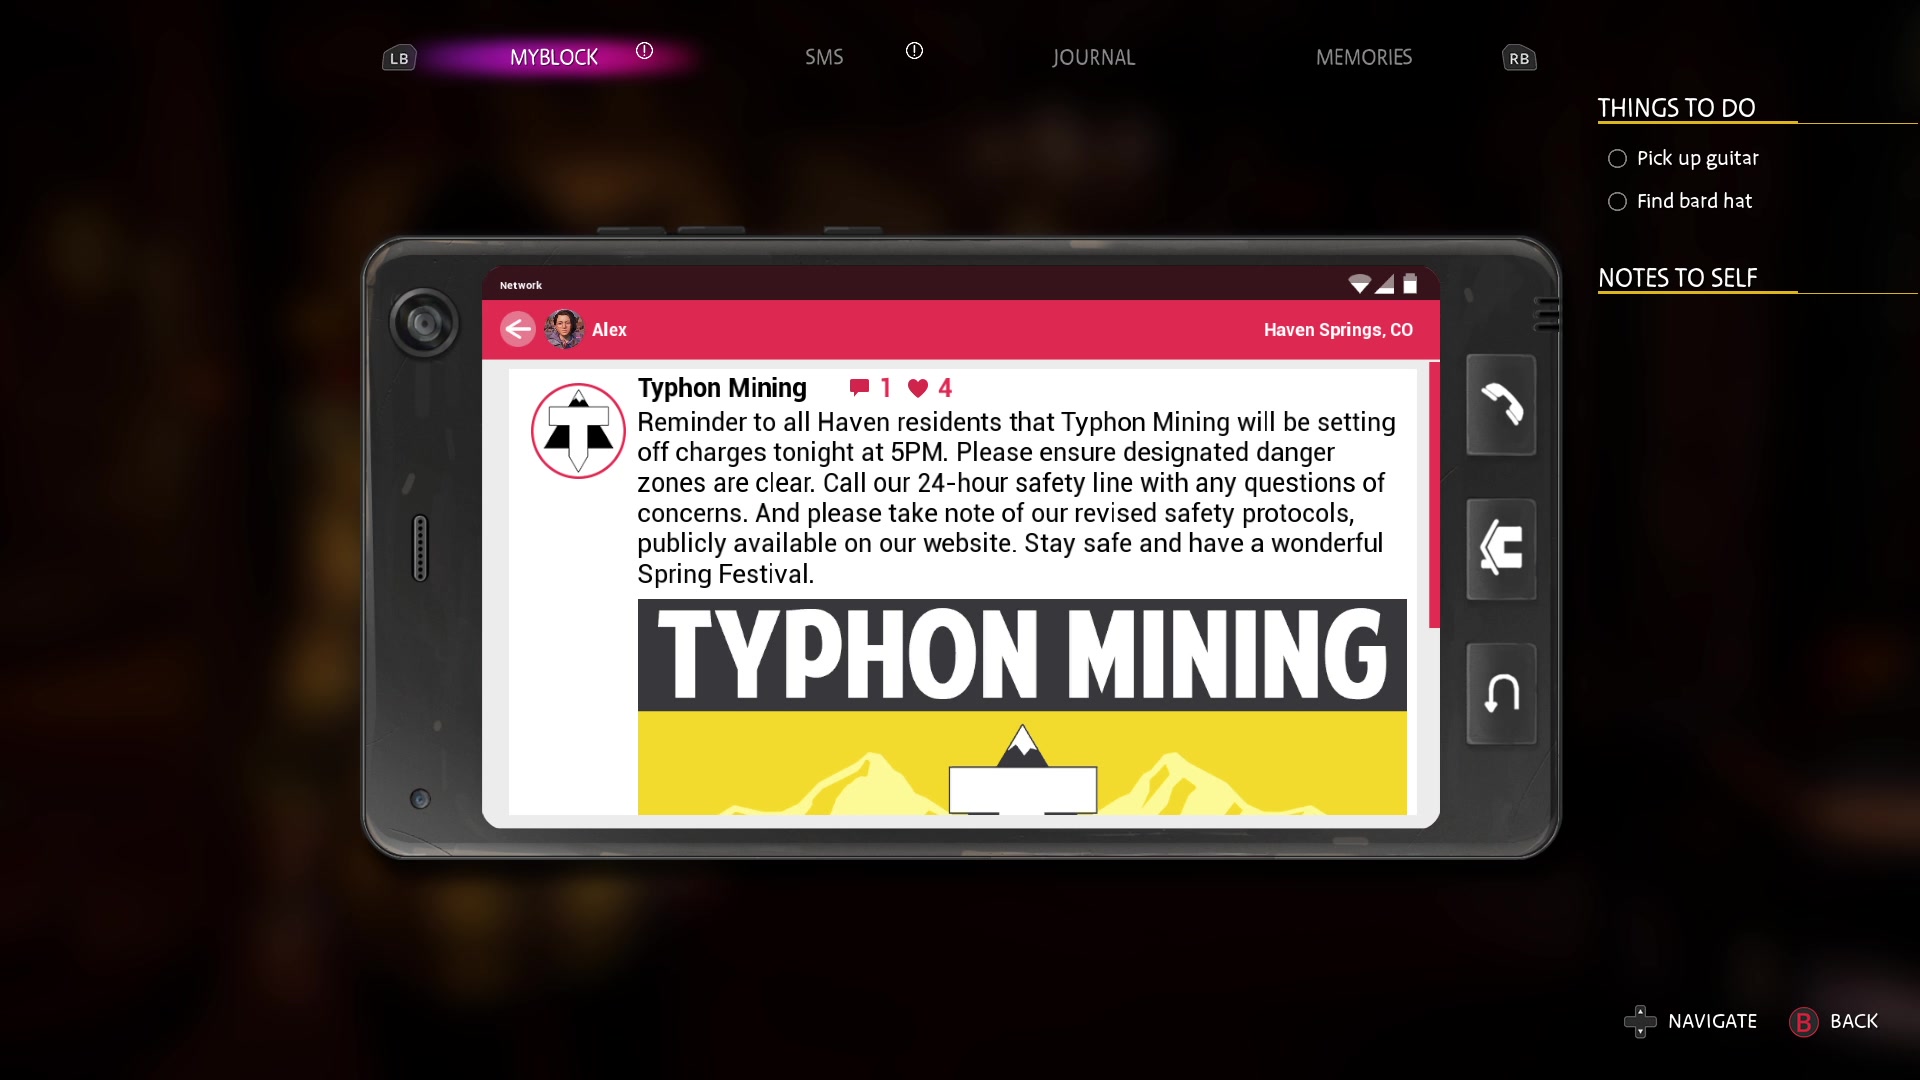 LB
MYBLOCK
SMS
JOURNAL
MEMORIES
RB
THINGS TO DO
Pick up guitar
Find bard hat
NOTES TO SELF
Network
Alex
Haven Springs, CO
Typhon Mining 1 4
Reminder to all Haven residents that Typhon Mining will be setting
off charges tonight at 5PM. Please ensure designated danger
zones are clear. Call our 24-hour safety line with any questions of
concerns. And please take note of our revised safety protocols,
publicly available on our website. Stay safe and have a wonderful
Spring Festival.
TYPHON MINING
NAVIGATE
B BACK